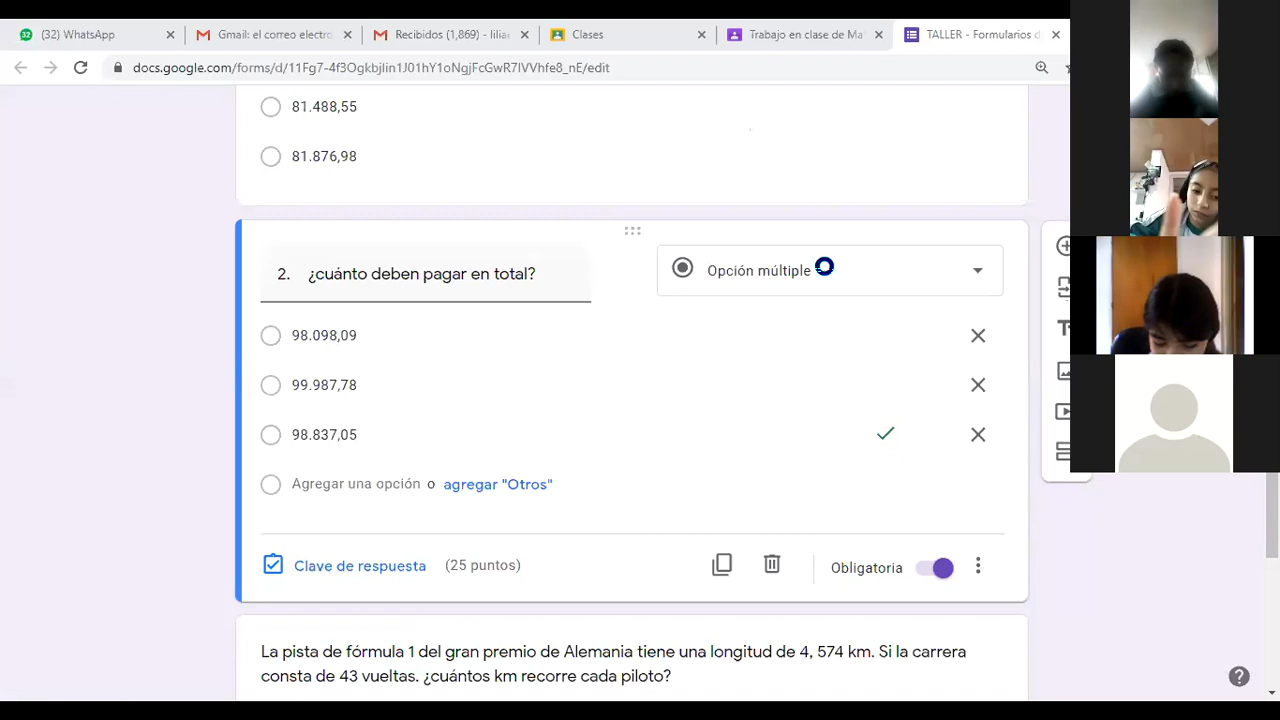 (32) WhatsApp
Gmail: el correo electro
Recibidos (1,869) - lilia
Clases
Trabajo en clase de Ma
TALLER - Formularios d
docs.google.com/forms/d/11Fg7-4f3Ogkbjlin1J01hY1oNgjFcGwR7lVVhfe8_nE/edit
81.488,55
81.876,98
2. ¿cuánto deben pagar en total?
Opción múltiple
98.098,09
99.987,78
98.837,05
Agregar una opción o agregar "Otros"
Clave de respuesta (25 puntos)
Obligatoria
La pista de fórmula 1 del gran premio de Alemania tiene una longitud de 4, 574 km. Si la carrera
consta de 43 vueltas. ¿cuántos km recorre cada piloto?